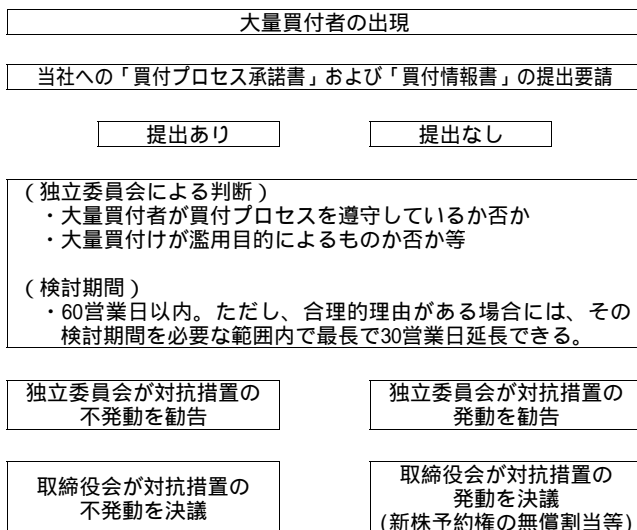 大量買付者の出現
当社への「買付プロセス承諾書」および「買付情報書」の提出要請
提出あり
提出なし
(独立委員会による判断)
・大量買付者が買付プロセスを遵守しているか否か
・大量買付けが濫用目的によるものか否か等
(検討期間)
・60営業日以内。ただし、合理的理由がある場合には、その
検討期間を必要な範囲内で最長で30営業日延長できる。
独立委員会が対抗措置の
不発動を勧告
独立委員会が対抗措置の
発動を勧告
取締役会が対抗措置の
不発動を決議
取締役会が対抗措置の
発動を決議
(新株予約権の無償割当等)